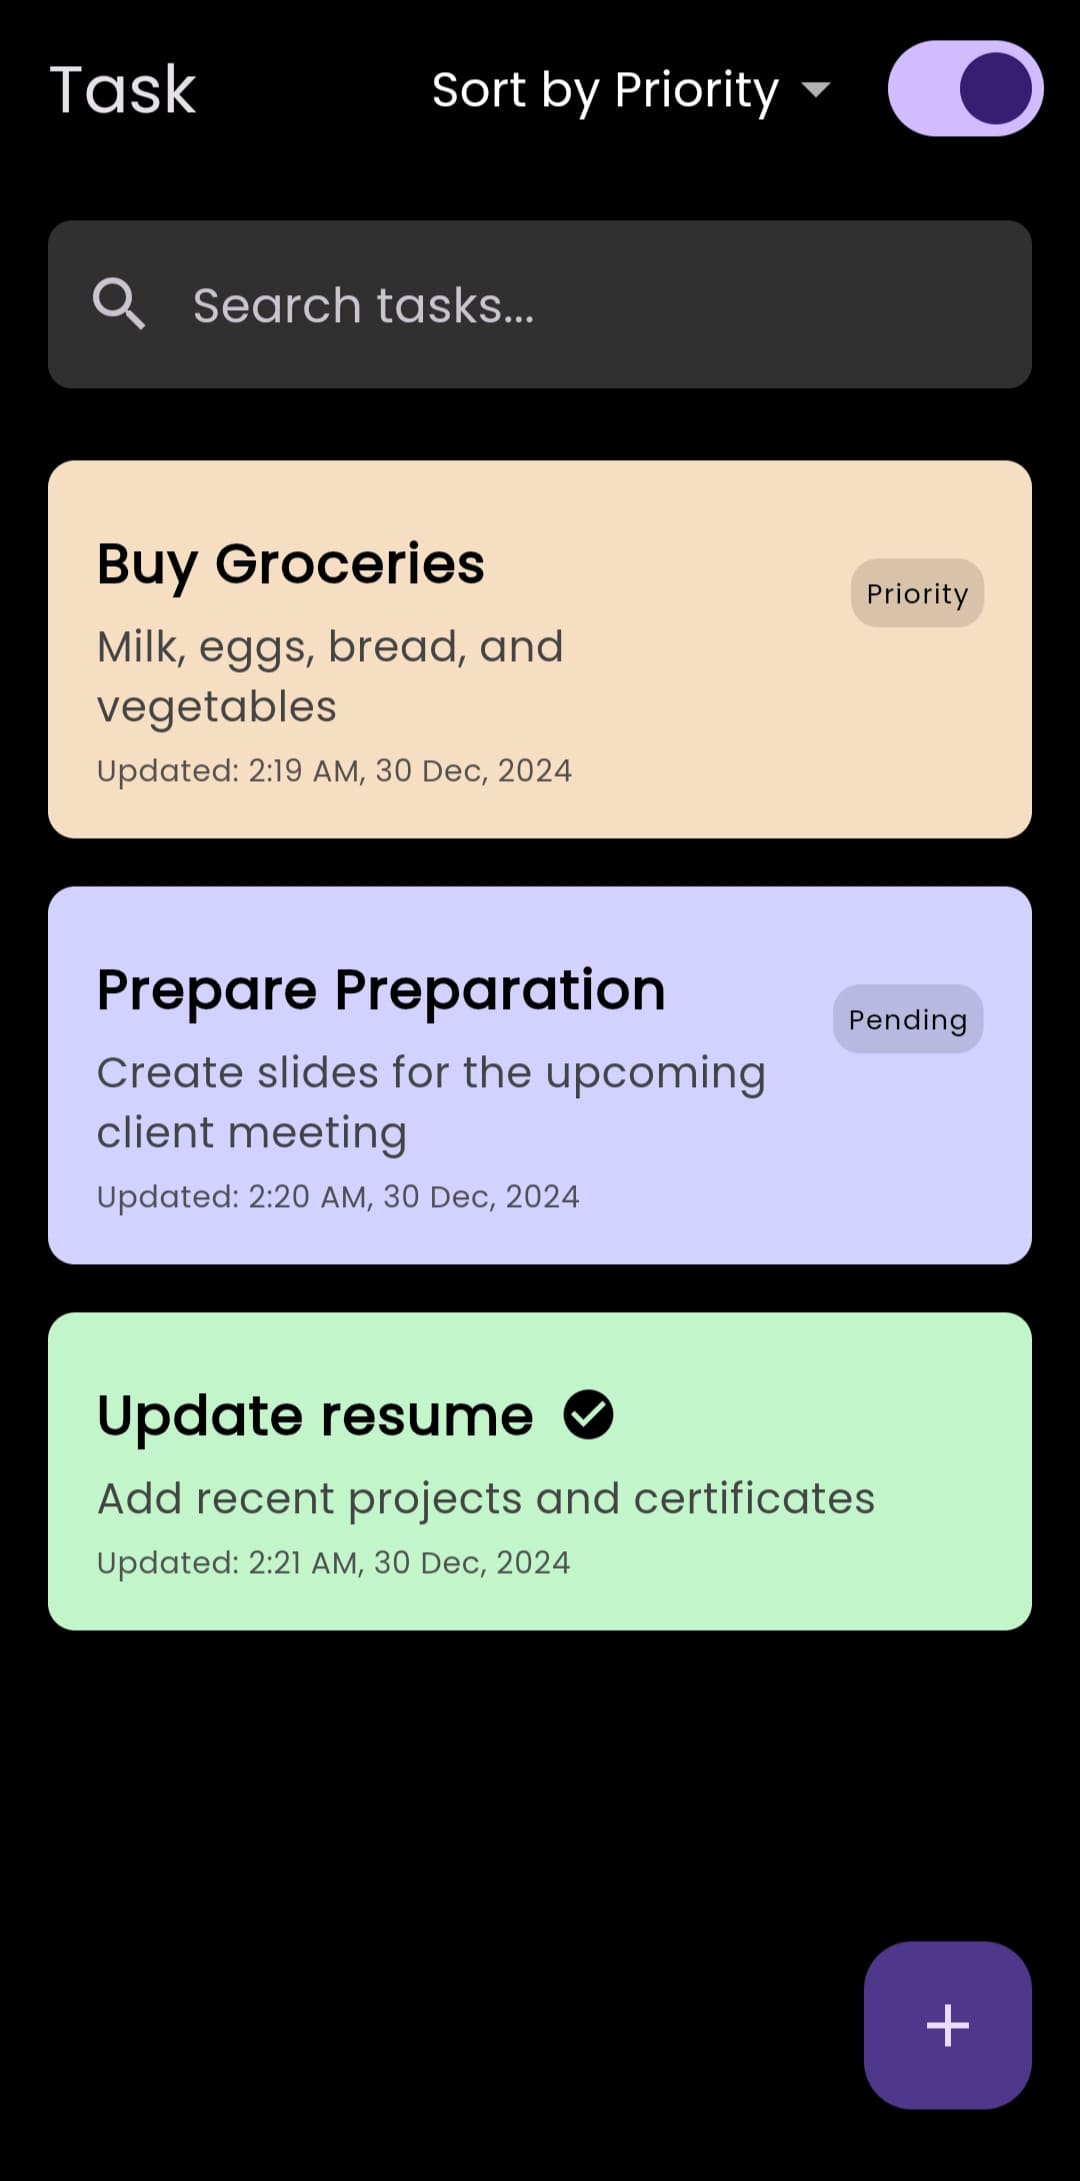 Task
Sort by Priority
Search tasks...
Buy Groceries
Priority
Milk, eggs, bread, and
vegetables
Updated: 2:19 AM, 30 Dec, 2024
Prepare Preparation
Pending
Create slides for the upcoming
client meeting
Updated: 2:20 AM, 30 Dec, 2024
Update resume
Add recent projects and certificates
Updated: 2:21 AM, 30 Dec, 2024